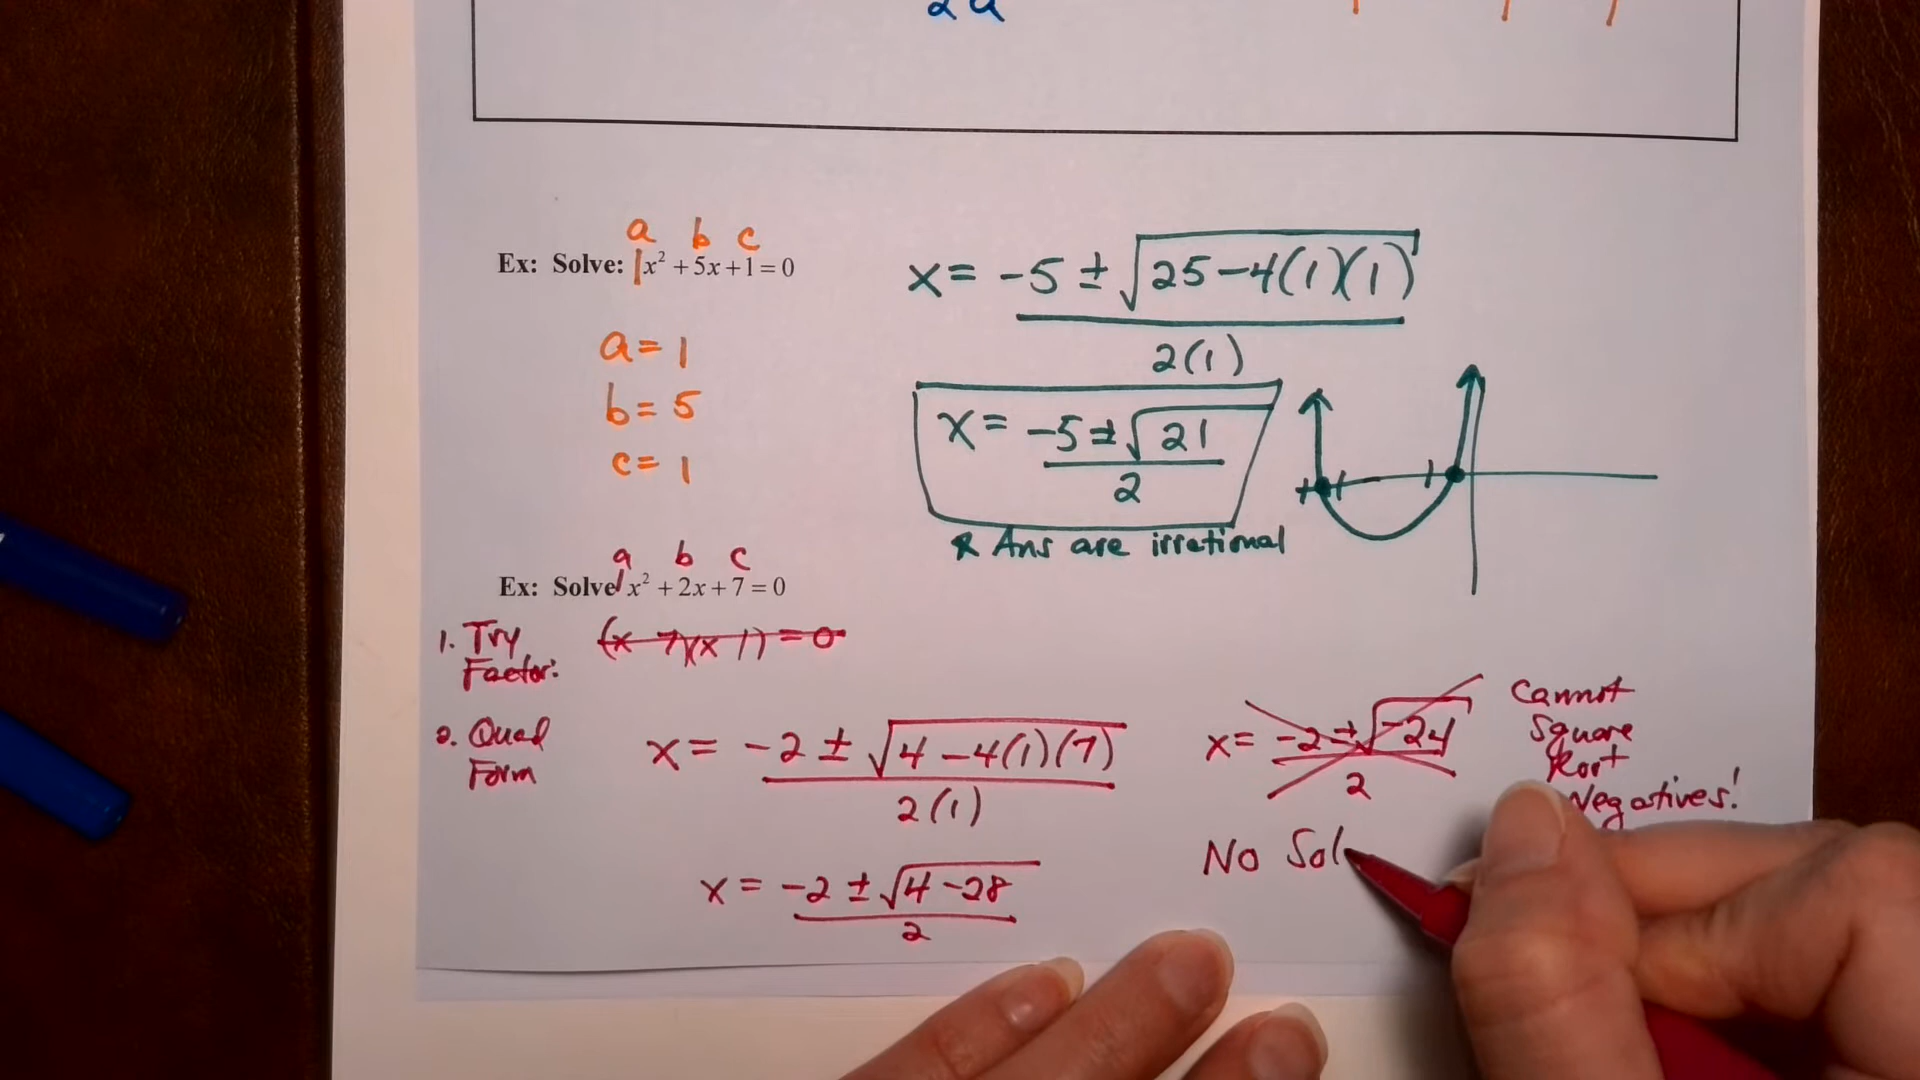 2a
a b c
Ex: Solve: 1x² + 5x + 1 = 0
a = 1
b = 5
c = 1
x = -5 ± √25 - 4(1)(1)
2(1)
x = -5 ± √21
2
* Ans are irrational
a b c
Ex: Solve 1x² + 2x + 7 = 0
1. Try
Factor:
(x 7)(x 1) = 0
2. Quad
Form
x = -2 ± √4 - 4(1)(7)
2(1)
x = -2 ± √4 - 28
2
x = -2 ± √-24
2
Cannot
Square
Root
Negatives!
No Sol